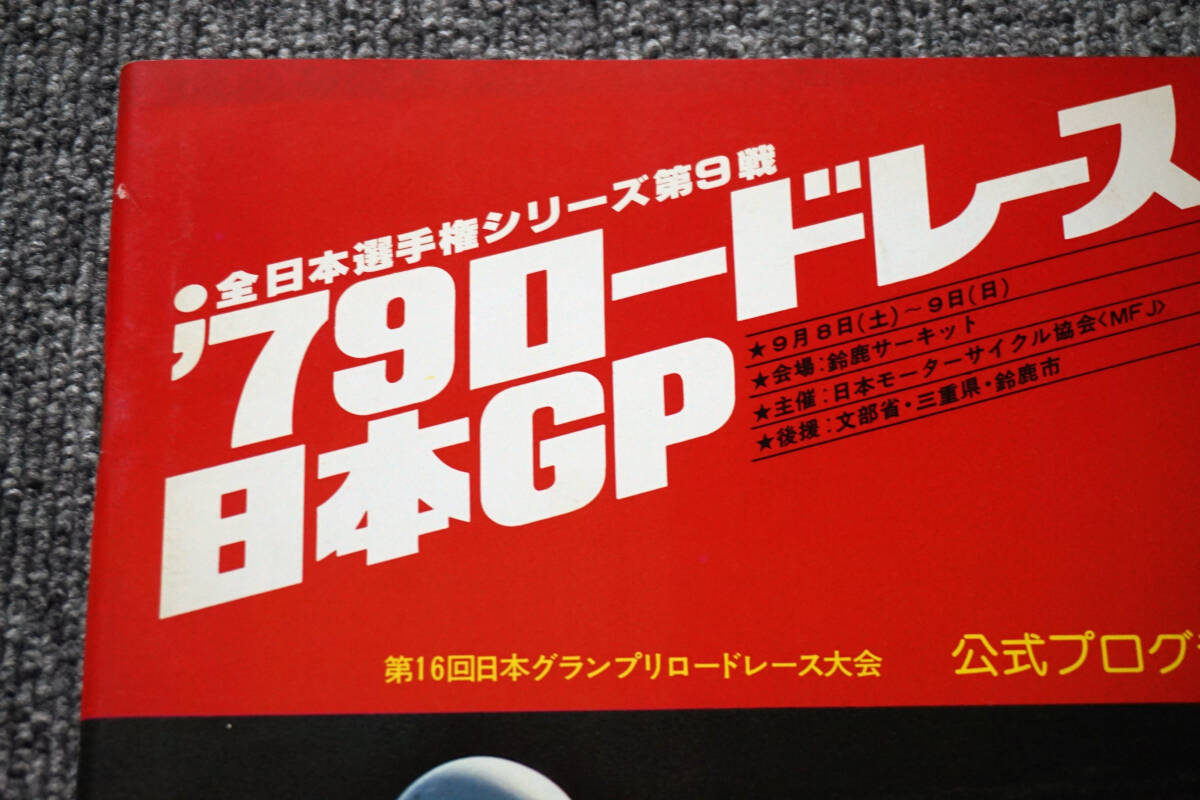 全日本選手権シリーズ第9戦
'79ロードレース
日本GP
★9月8日(土)~9日(日)
★会場:鈴鹿サーキット
★主催:日本モーターサイクル協会〈MFJ〉
★後援:文部省・三重県・鈴鹿市
第16回日本グランプリロードレース大会
公式プログ